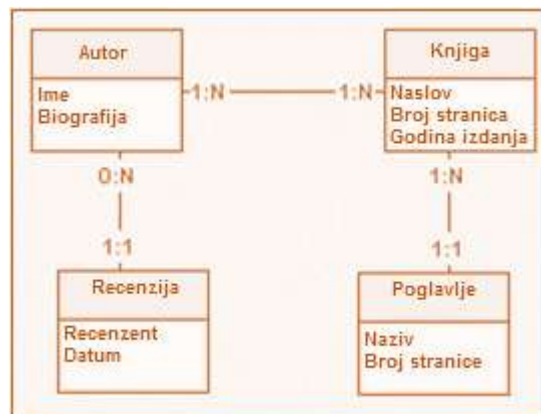 Autor
Ime
Biografija
1:N
1:N
Knjiga
Naslov
Broj stranica
Godina izdanja
0:N
1:1
1:N
1:1
Recenzija
Recenzent
Datum
Poglavlje
Naziv
Broj stranice